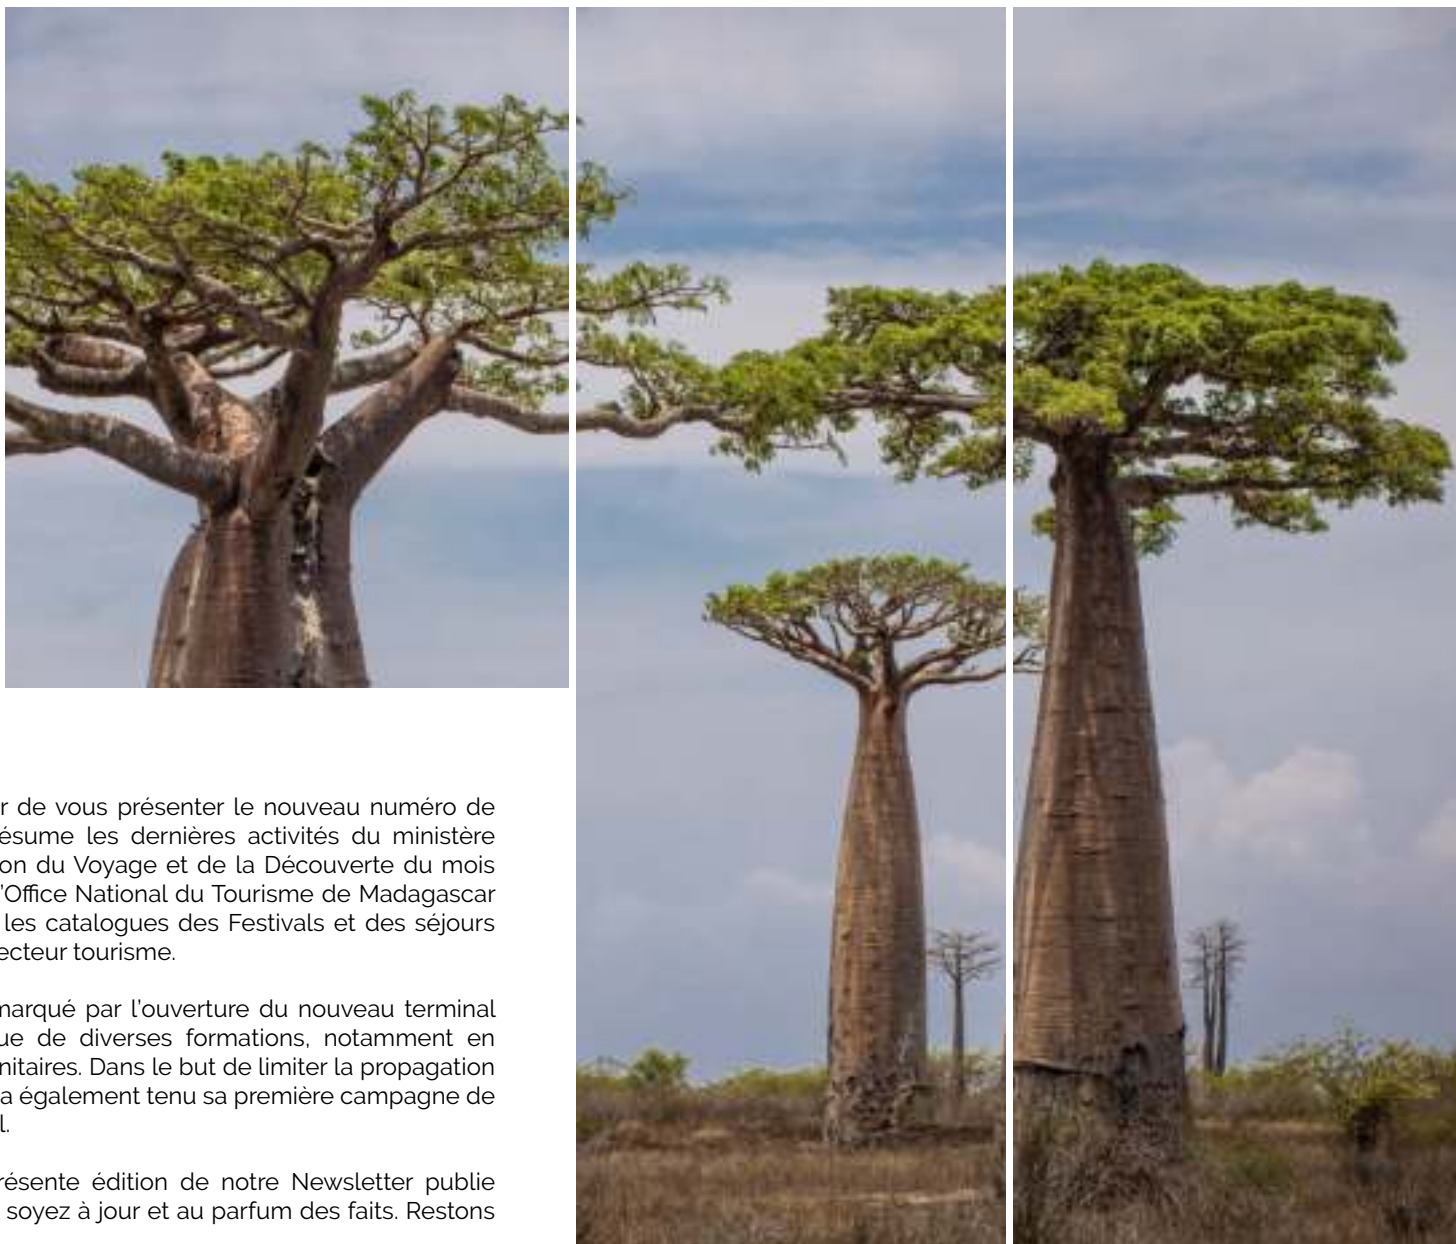 r de vous présenter le nouveau numéro de
ésume les dernières activités du ministère
on du Voyage et de la Découverte du mois
l'Office National du Tourisme de Madagascar
les catalogues des Festivals et des séjours
ecteur tourisme.
marqué par l'ouverture du nouveau terminal
ue de diverses formations, notamment en
nitaires. Dans le but de limiter la propagation
a également tenu sa première campagne de
l.
résente édition de notre Newsletter publie
soyez à jour et au parfum des faits. Restons